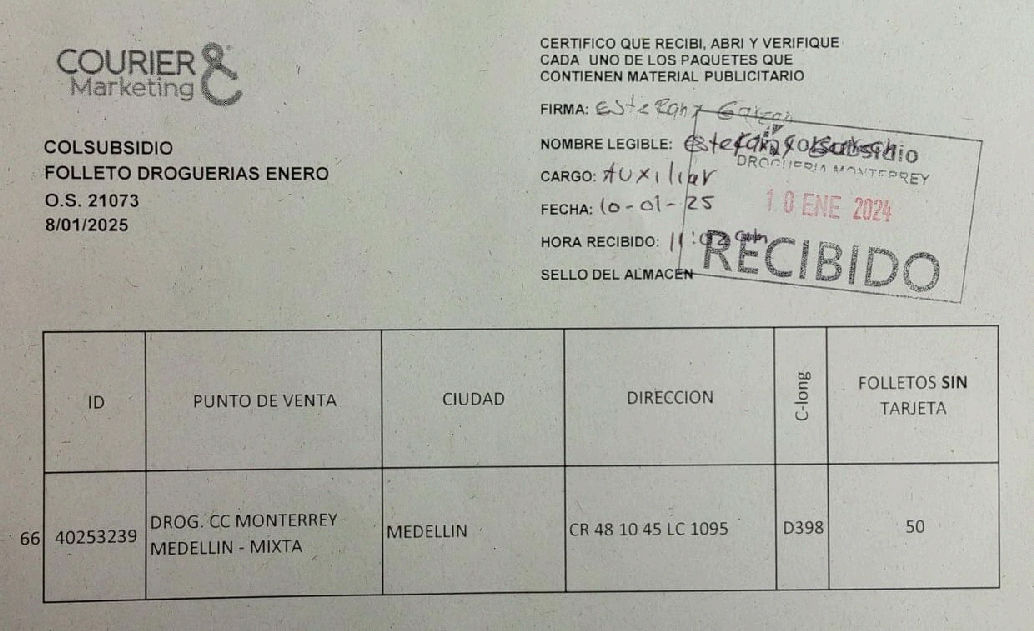 COURIER &
Marketing
COLSUBSIDIO
FOLLETO DROGUERIAS ENERO
O.S. 21073
8/01/2025
CERTIFICO QUE RECIBI, ABRI Y VERIFIQUE
CADA UNO DE LOS PAQUETES QUE
CONTIENEN MATERIAL PUBLICITARIO
FIRMA:
NOMBRE LEGIBLE:
CARGO: Auxiliar
FECHA: 10-01-25
HORA RECIBIDO:
SELLO DEL ALMACEN
Colsubsidio
DROGUERIA MONTERREY
10 ENE 2024
RECIBIDO
ID PUNTO DE VENTA CIUDAD DIRECCION C-long FOLLETOS SIN TARJETA
66 40253239 DROG. CC MONTERREY MEDELLIN - MIXTA MEDELLIN CR 48 10 45 LC 1095 D398 50